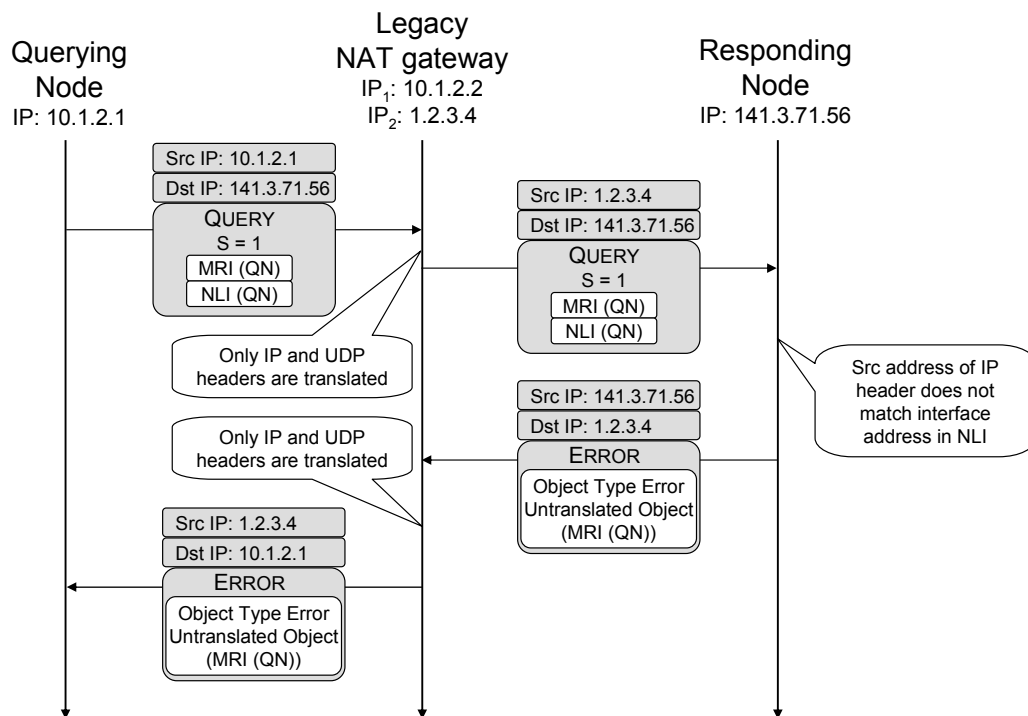 Querying
Node
IP: 10.1.2.1
Legacy
NAT gateway
IP1: 10.1.2.2
IP2: 1.2.3.4
Responding
Node
IP: 141.3.71.56
Src IP: 10.1.2.1
Dst IP: 141.3.71.56
QUERY
S = 1
MRI (QN)
NLI (QN)
Src IP: 1.2.3.4
Dst IP: 141.3.71.56
QUERY
S = 1
MRI (QN)
NLI (QN)
Only IP and UDP
headers are translated
Src address of IP
header does not
match interface
address in NLI
Src IP: 141.3.71.56
Dst IP: 1.2.3.4
ERROR
Object Type Error
Untranslated Object
(MRI (QN))
Only IP and UDP
headers are translated
Src IP: 1.2.3.4
Dst IP: 10.1.2.1
ERROR
Object Type Error
Untranslated Object
(MRI (QN))